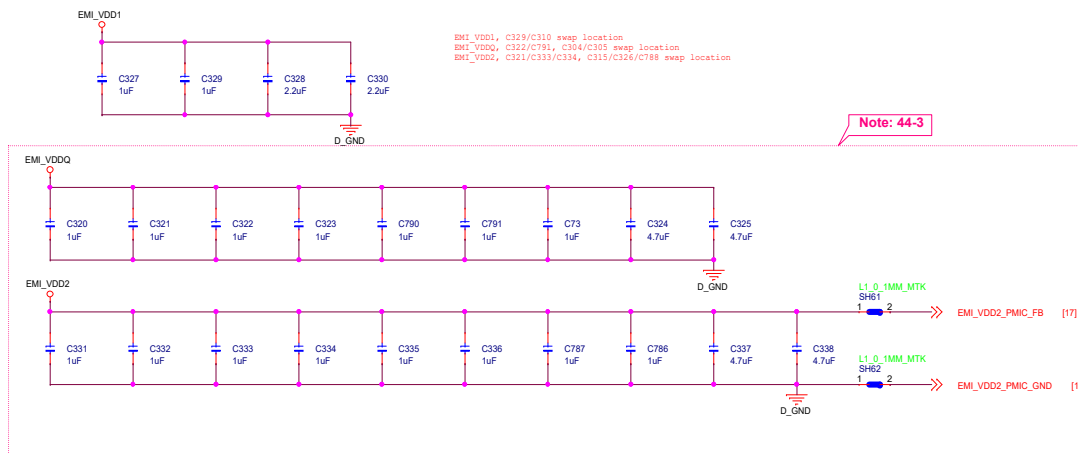 EMI_VDD1
EMI_VDD1, C329/C310 swap location
EMI_VDDQ, C322/C791, C304/C305 swap location
EMI_VDD2, C321/C333/C334, C315/C326/C788 swap location
C327 C329 C328 C330
1uF 1uF 2.2uF 2.2uF
D_GND
Note: 44-3
EMI_VDDQ
C320 C321 C322 C323 C790 C791 C73 C324 C325
1uF 1uF 1uF 1uF 1uF 1uF 1uF 4.7uF 4.7uF
D_GND
EMI_VDD2
L1_0_1MM_MTK
SH61
1 2
EMI_VDD2_PMIC_FB [17]
C331 C332 C333 C334 C335 C336 C787 C786 C337 C338
1uF 1uF 1uF 1uF 1uF 1uF 1uF 1uF 4.7uF 4.7uF
L1_0_1MM_MTK
SH62
1 2
EMI_VDD2_PMIC_GND [1
D_GND